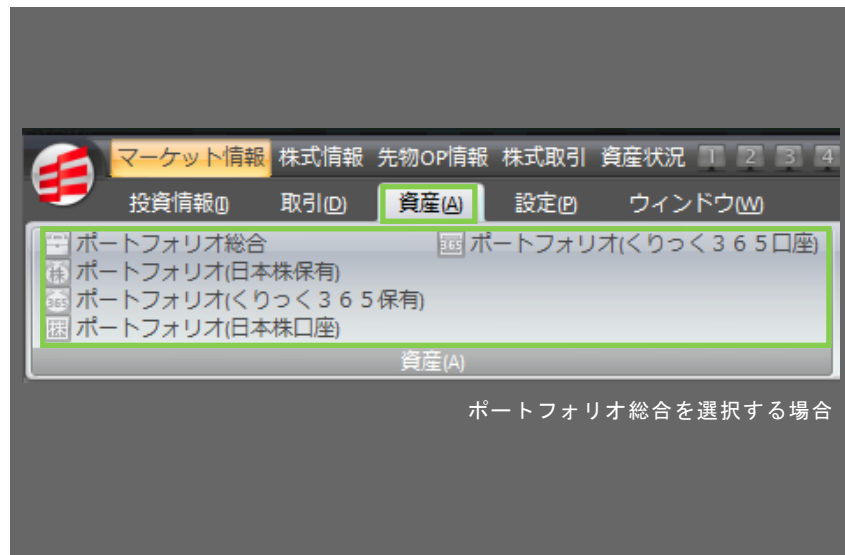 マーケット情報 株式情報 先物OP情報 株式取引 資産状況 1 2 3 4
投資情報(I) 取引(D) 資産(A) 設定(P) ウィンドウ(W)
ポートフォリオ総合 365 ポートフォリオ(くりっく３６５口座)
株 ポートフォリオ(日本株保有)
365 ポートフォリオ(くりっく３６５保有)
株 ポートフォリオ(日本株口座)
資産(A)
ポートフォリオ総合を選択する場合